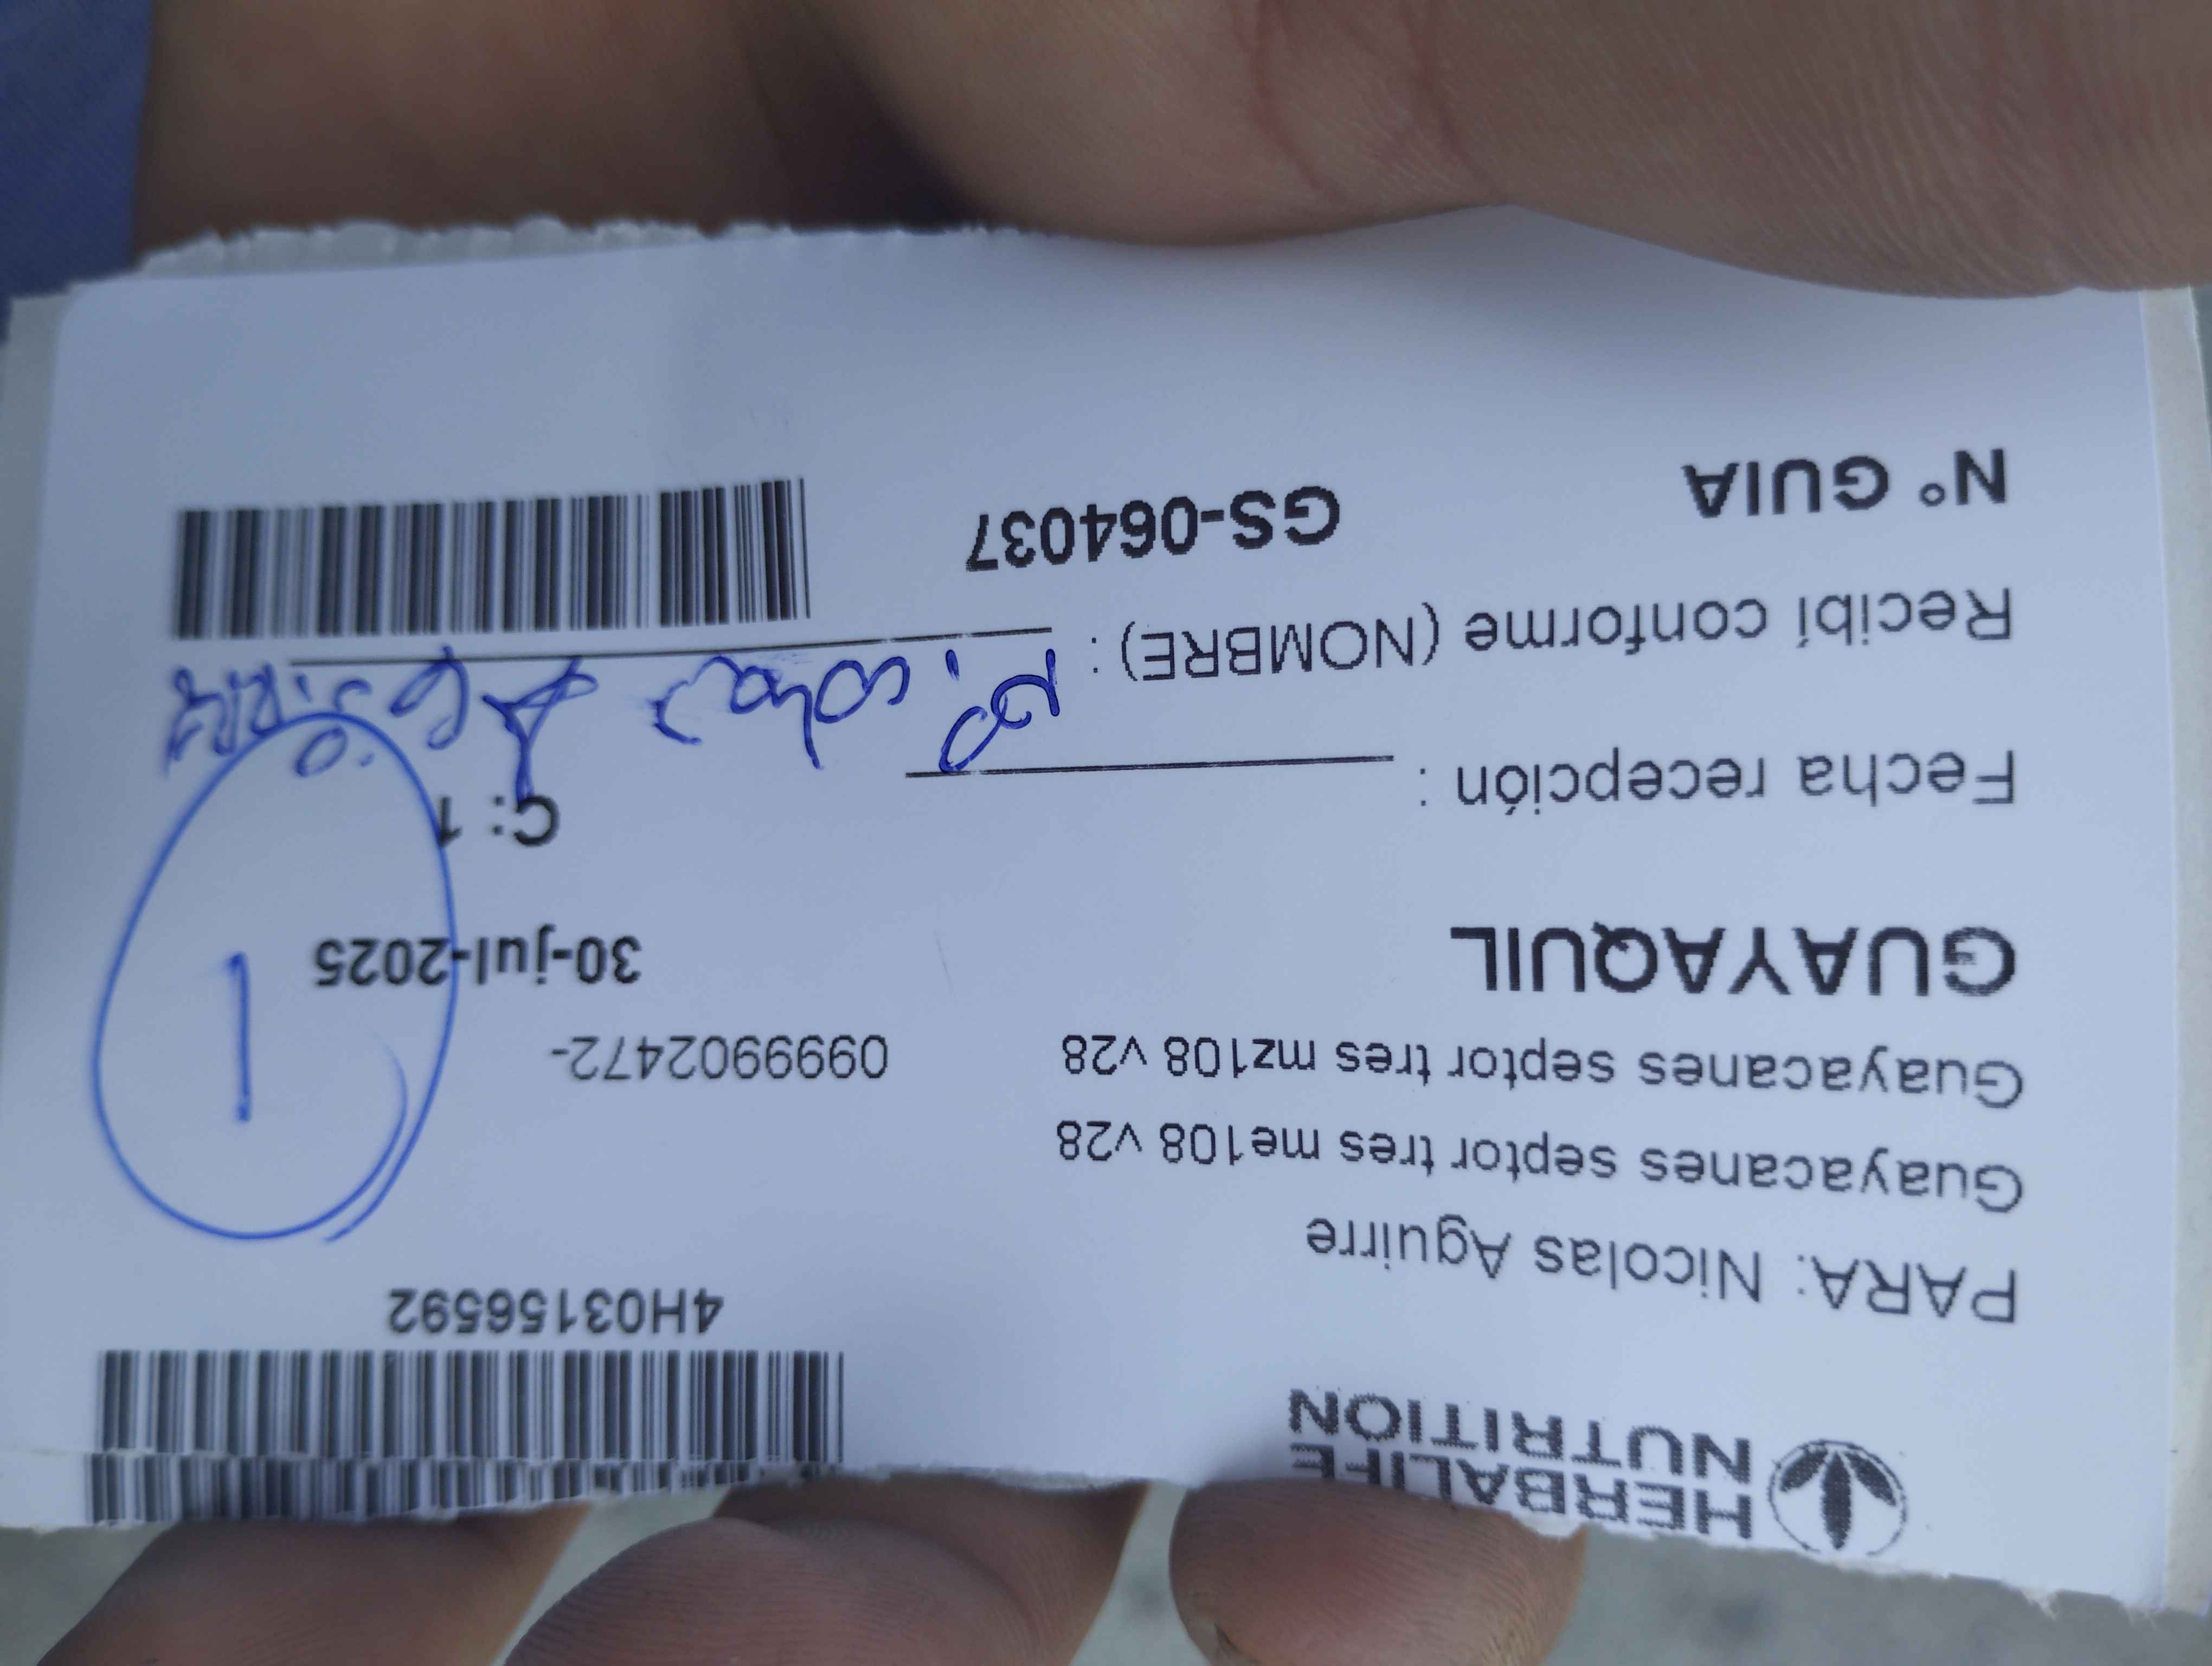 HERBALIFE
NUTRITION
4H03156592
PARA: Nicolas Aguirre
Guayacanes septor tres me108 v28
Guayacanes septor tres mz108 v28 0999902472-
GUAYAQUIL 30-jul-2025
1
C: 1
Fecha recepción :
Recibí conforme (NOMBRE) :
N° GUIA GS-064037